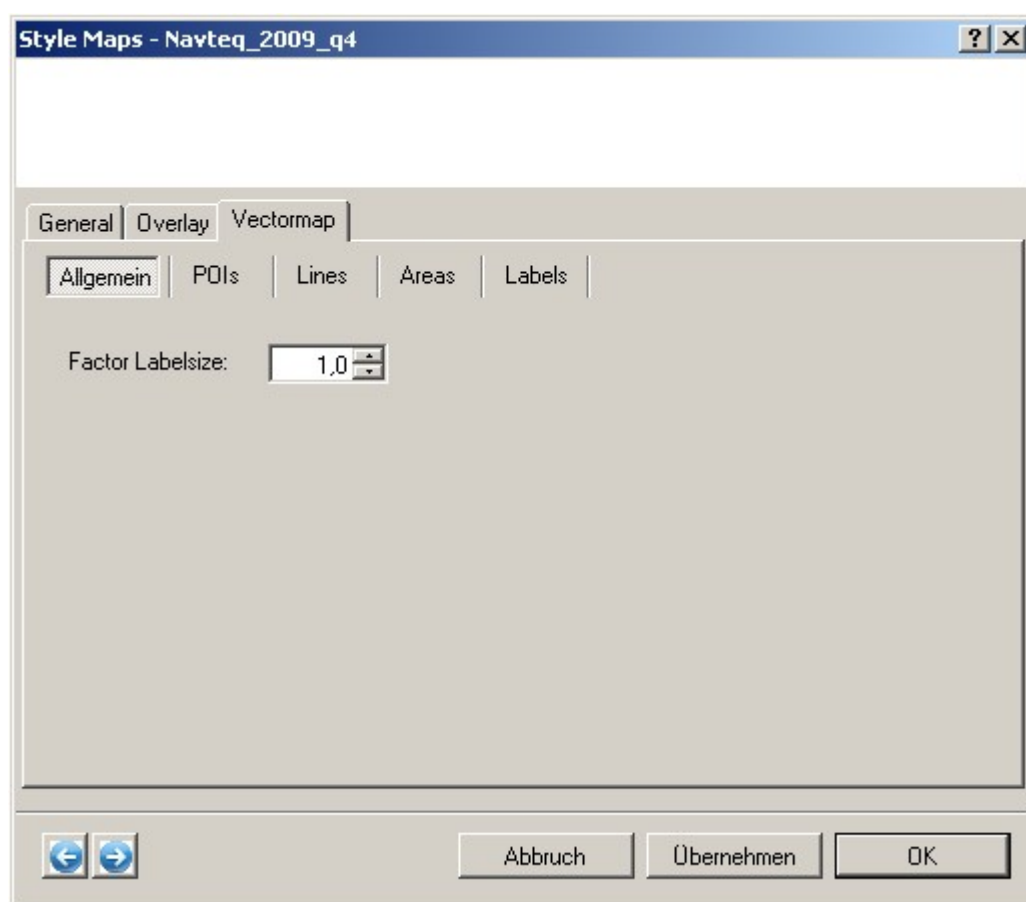 Style Maps - Navteq_2009_q4
General Overlay Vectormap
Allgemein POIs Lines Areas Labels
Factor Labelsize: 1,0
Abbruch Übernehmen OK